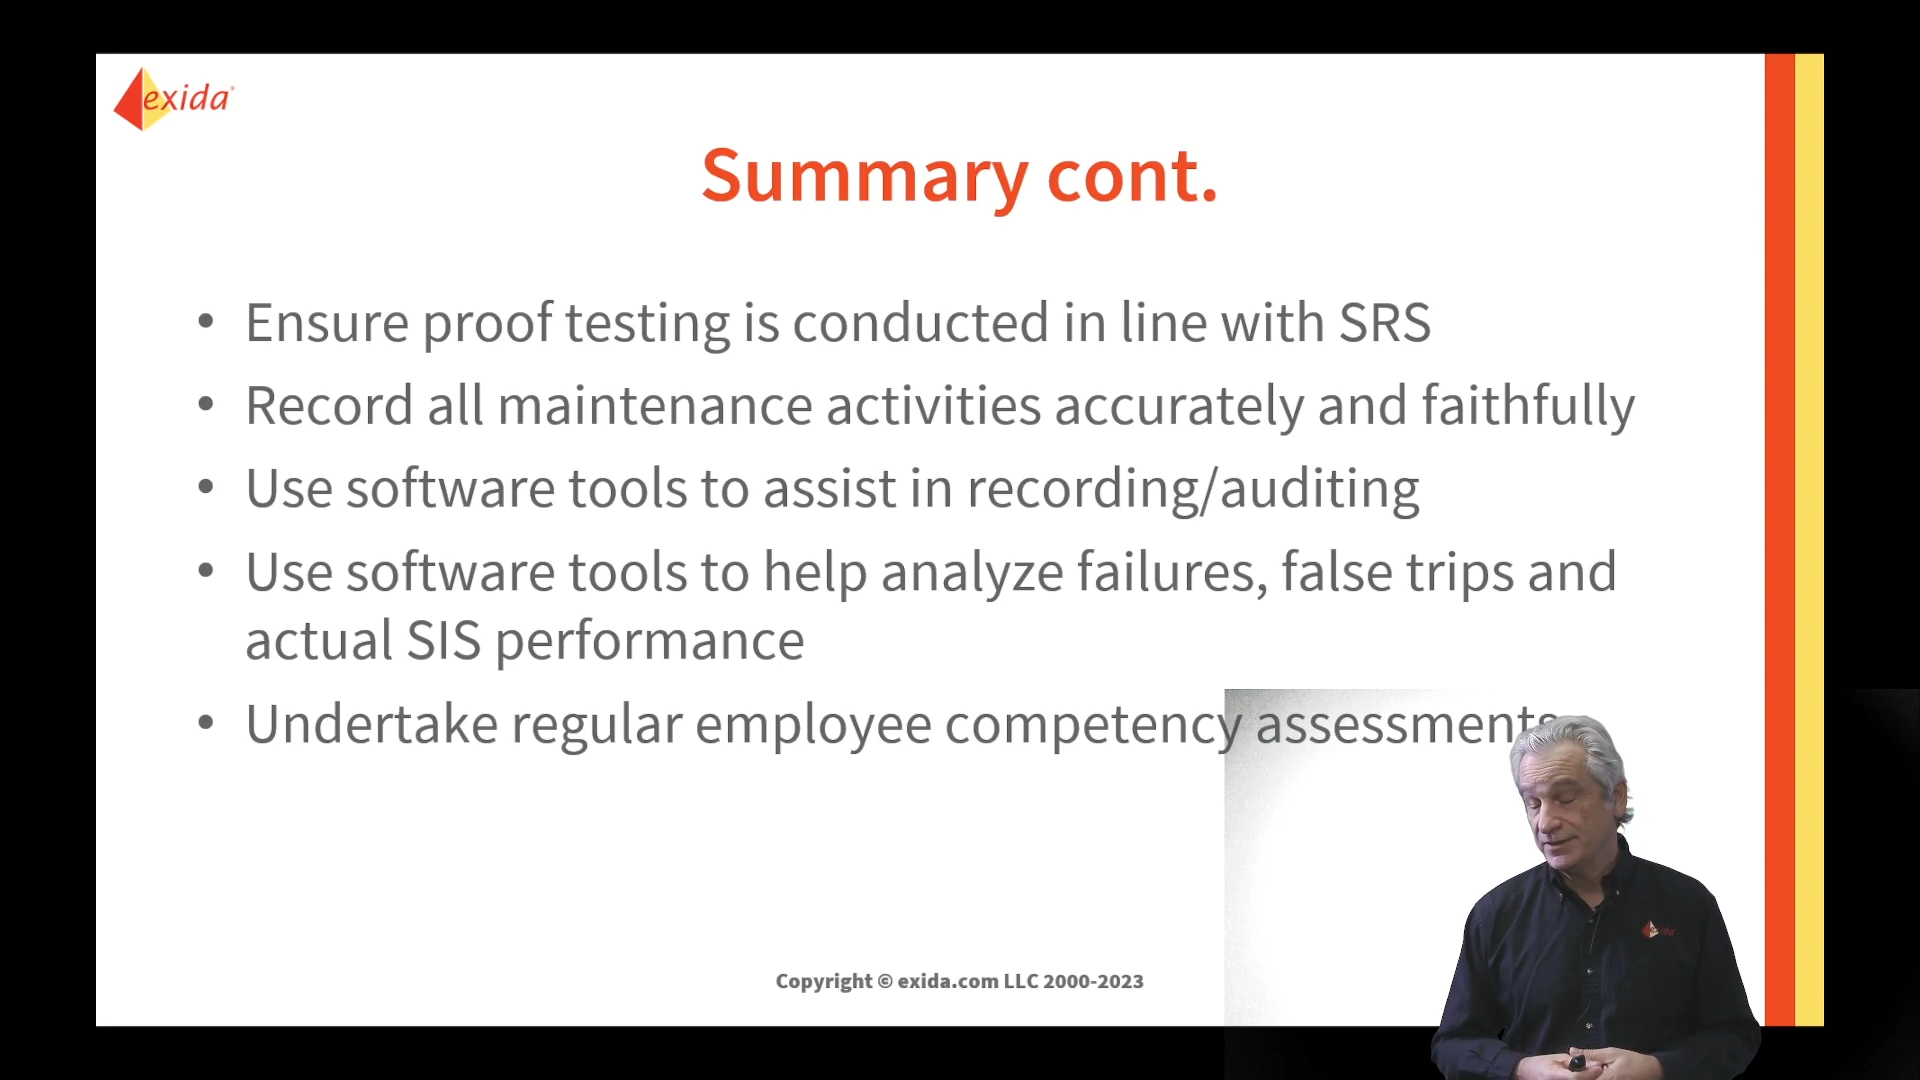 exida
Summary cont.
• Ensure proof testing is conducted in line with SRS
• Record all maintenance activities accurately and faithfully
• Use software tools to assist in recording/auditing
• Use software tools to help analyze failures, false trips and
actual SIS performance
• Undertake regular employee competency assessments
Copyright © exida.com LLC 2000-2023